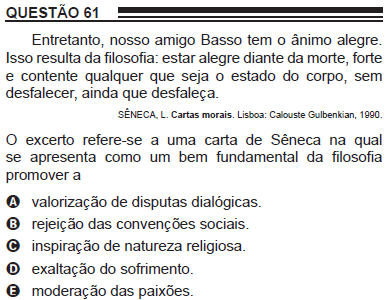 QUESTÃO 61
Entretanto, nosso amigo Basso tem o ânimo alegre.
Isso resulta da filosofia: estar alegre diante da morte, forte
e contente qualquer que seja o estado do corpo, sem
desfalecer, ainda que desfaleça.
SÊNECA, L. Cartas morais. Lisboa: Calouste Gulbenkian, 1990.
O excerto refere-se a uma carta de Sêneca na qual
se apresenta como um bem fundamental da filosofia
promover a
A valorização de disputas dialógicas.
B rejeição das convenções sociais.
C inspiração de natureza religiosa.
D exaltação do sofrimento.
E moderação das paixões.